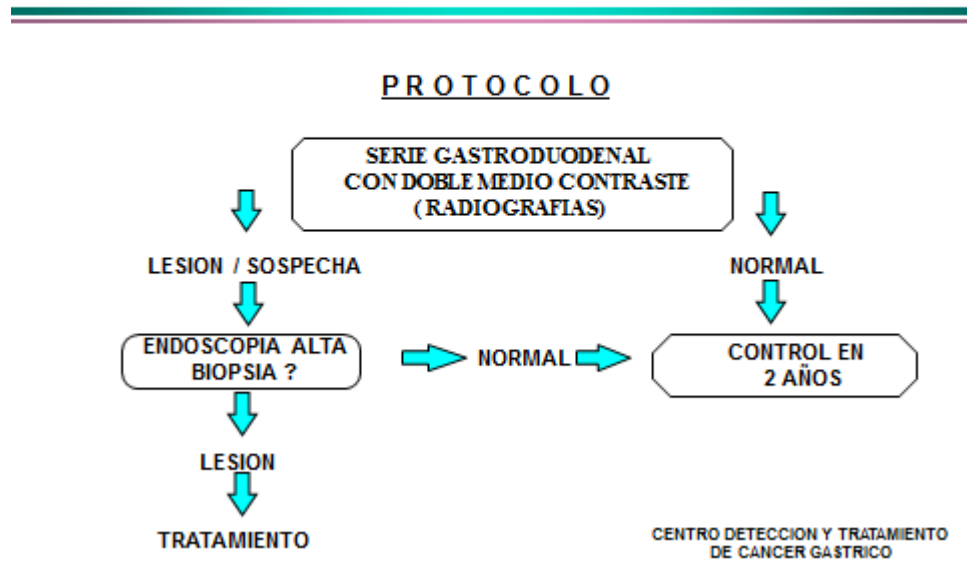 P R O T O C O L O
SERIE GASTRODUODENAL
CON DOBLE MEDIO CONTRASTE
( RADIOGRAFIAS)
LESION / SOSPECHA
NORMAL
ENDOSCOPIA ALTA
BIOPSIA ?
NORMAL
CONTROL EN
2 AÑOS
LESION
TRATAMIENTO
CENTRO DETECCION Y TRATAMIENTO
DE CANCER GASTRICO